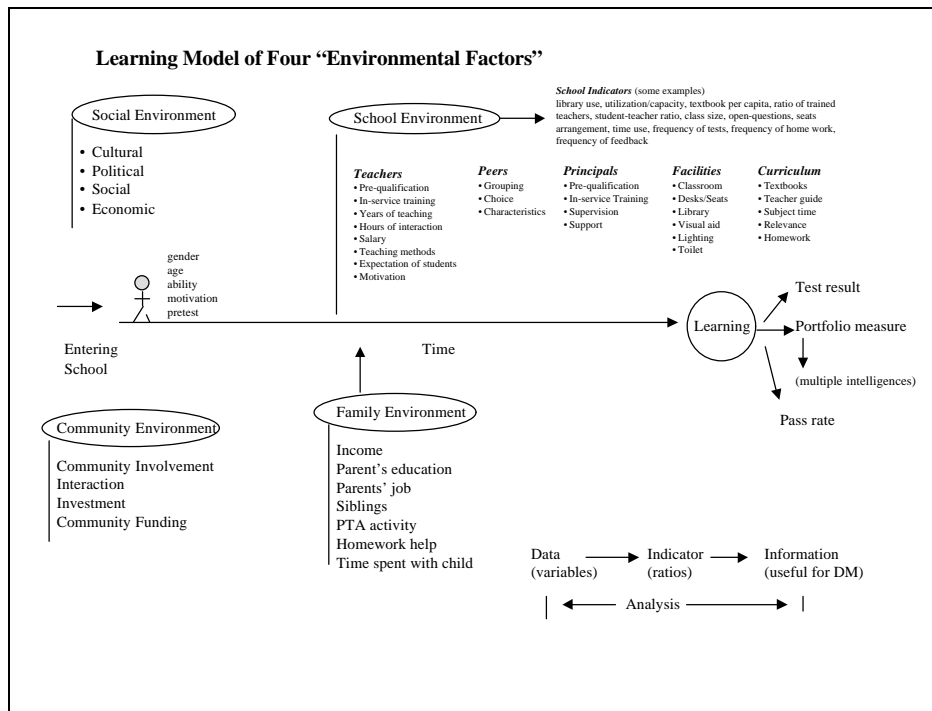 Learning Model of Four “Environmental Factors”
Social Environment
• Cultural
• Political
• Social
• Economic
School Environment
School Indicators (some examples)
library use, utilization/capacity, textbook per capita, ratio of trained
teachers, student-teacher ratio, class size, open-questions, seats
arrangement, time use, frequency of tests, frequency of home work,
frequency of feedback
Teachers
• Pre-qualification
• In-service training
• Years of teaching
• Hours of interaction
• Salary
• Teaching methods
• Expectation of students
• Motivation
Peers
• Grouping
• Choice
• Characteristics
Principals
• Pre-qualification
• In-service Training
• Supervision
• Support
Facilities
• Classroom
• Desks/Seats
• Library
• Visual aid
• Lighting
• Toilet
Curriculum
• Textbooks
• Teacher guide
• Subject time
• Relevance
• Homework
gender
age
ability
motivation
pretest
Entering
School
Time
Learning
Test result
Portfolio measure
(multiple intelligences)
Pass rate
Community Environment
Community Involvement
Interaction
Investment
Community Funding
Family Environment
Income
Parent’s education
Parents’ job
Siblings
PTA activity
Homework help
Time spent with child
Data
(variables)
Indicator
(ratios)
Information
(useful for DM)
Analysis